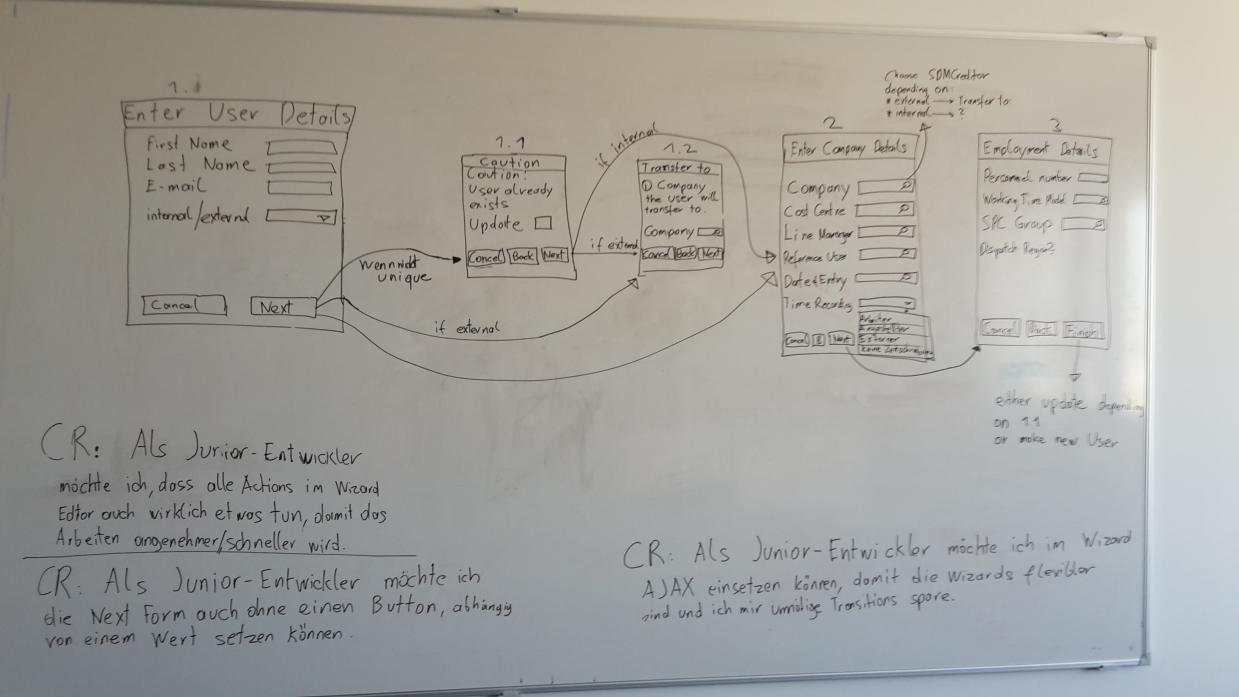 1.
Enter User Details
First Name
Last Name
E-mail
internal/external
Cancel
Next
Wenn nicht
unique
if external
1.1
Caution
Caution:
User already
exists
Update
Cancel Back Next
if internal
if external
1.2
Transfer to
Company
the user will
transfer to.
Company
Cancel Back Next
Choose SDMCreditor
depending on:
* external → Transfer to
* internal → ?
2
Enter Company Details
Company
Cost Centre
Line Manager
Reference User
Date of Entry
Time Recording
Arbeiter
Angestellter
Externer
Cancel B Next
3
Employment Details
Personnel number
Working Time Model
SPC Group
Dispatch Region?
Cancel Finish
either update depending
on 1.1
or make new User
CR: Als Junior-Entwickler
möchte ich, dass alle Actions im Wizard
Editor auch wirklich etwas tun, damit das
Arbeiten angenehmer/schneller wird.
CR: Als Junior-Entwickler möchte ich
die Next Form auch ohne einen Button, abhängig
von einem Wert setzen können.
CR: Als Junior-Entwickler möchte ich im Wizard
AJAX einsetzen können, damit die Wizards flexibler
sind und ich mir unnötige Transitions spare.